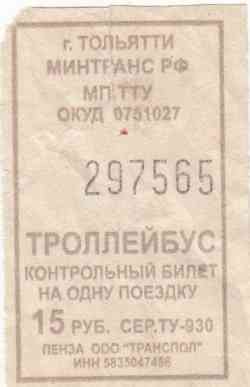 г. ТОЛЬЯТТИ
МИНТРАНС РФ
МП ТТУ
ОКУД 0751027
297565
ТРОЛЛЕЙБУС
КОНТРОЛЬНЫЙ БИЛЕТ
НА ОДНУ ПОЕЗДКУ
15 РУБ. СЕР.ТУ-930
ПЕНЗА ООО "ТРАНСПОЛ"
ИНН 5835047486